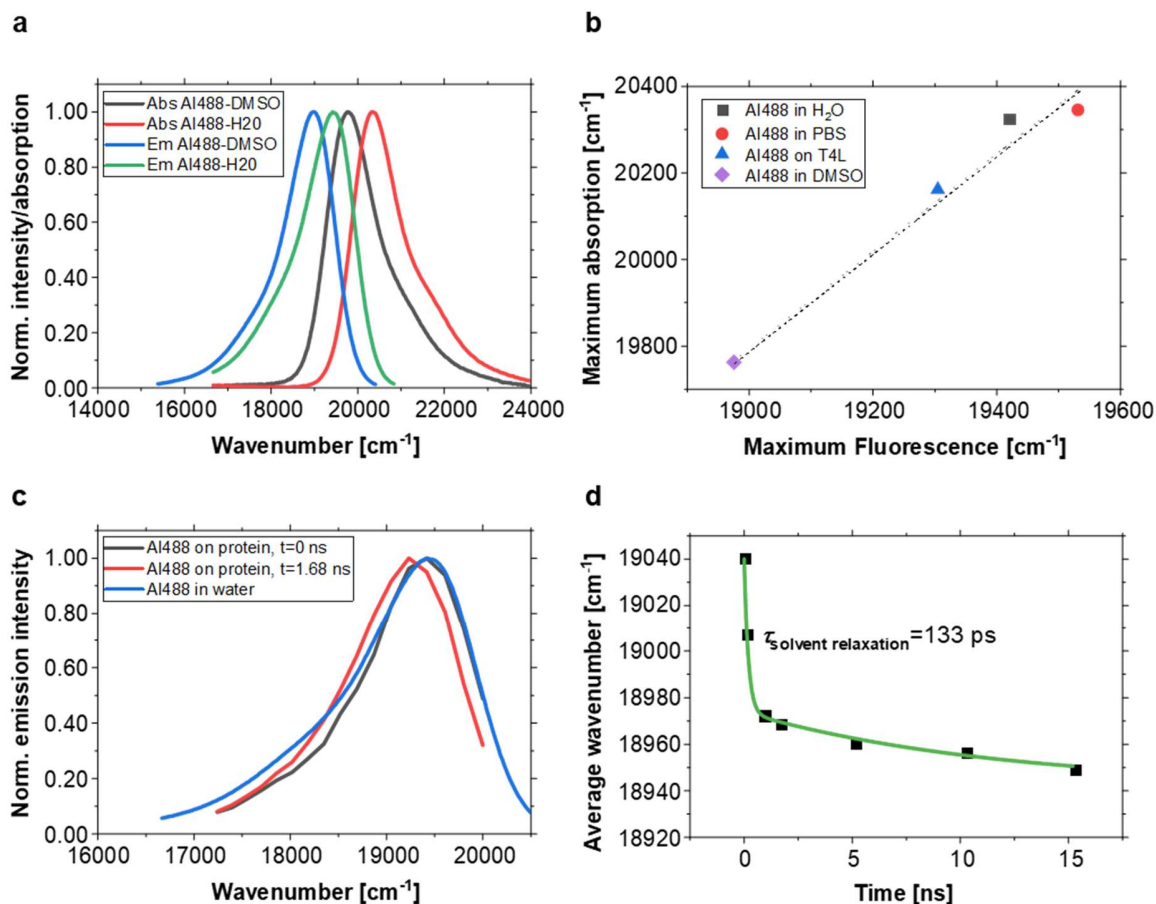 a
Abs Al488-DMSO
Abs Al488-H20
Em Al488-DMSO
Em Al488-H20
1.00
0.80
0.60
0.40
0.20
0.00
Norm. intensity/absorption
14000 16000 18000 20000 22000 24000
Wavenumber [cm⁻¹]
b
Al488 in H₂O
Al488 in PBS
Al488 on T4L
Al488 in DMSO
20400
20200
20000
19800
Maximum absorption [cm⁻¹]
19000 19200 19400 19600
Maximum Fluorescence [cm⁻¹]
c
Al488 on protein, t=0 ns
Al488 on protein, t=1.68 ns
Al488 in water
1.00
0.80
0.60
0.40
0.20
0.00
Norm. emission intensity
16000 17000 18000 19000 20000
Wavenumber [cm⁻¹]
d
19040
19020
19000
18980
18960
18940
18920
Average wavenumber [cm⁻¹]
τsolvent relaxation=133 ps
0 5 10 15
Time [ns]